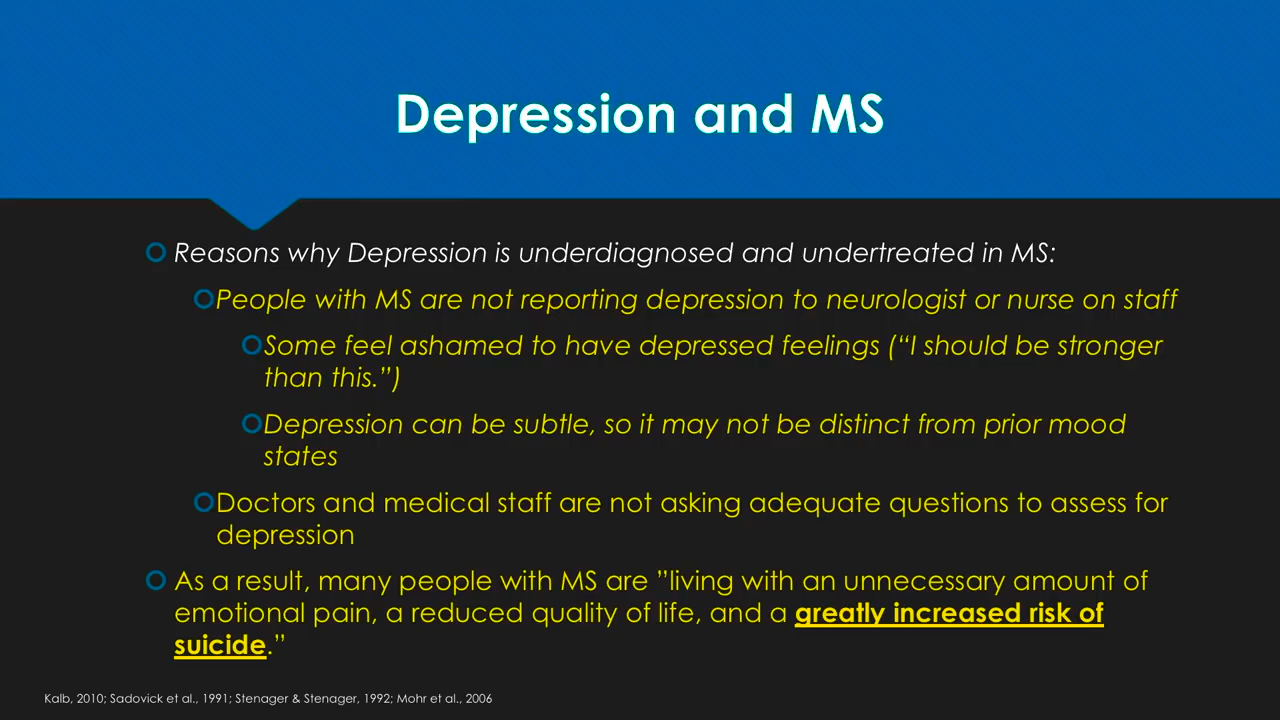 Depression and MS
Reasons why Depression is underdiagnosed and undertreated in MS:
People with MS are not reporting depression to neurologist or nurse on staff
Some feel ashamed to have depressed feelings (“I should be stronger
than this.”)
Depression can be subtle, so it may not be distinct from prior mood
states
Doctors and medical staff are not asking adequate questions to assess for
depression
As a result, many people with MS are ”living with an unnecessary amount of
emotional pain, a reduced quality of life, and a greatly increased risk of
suicide.”
Kalb, 2010; Sadovick et al., 1991; Stenager & Stenager, 1992; Mohr et al., 2006